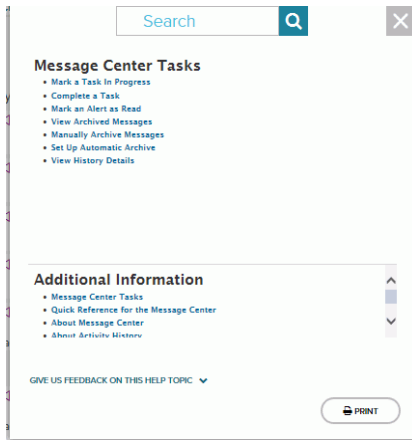 Search
Message Center Tasks
Mark a Task In Progress
Complete a Task
Mark an Alert as Read
View Archived Messages
Manually Archive Messages
Set Up Automatic Archive
View History Details
Additional Information
Message Center Tasks
Quick Reference for the Message Center
About Message Center
About Activity History
GIVE US FEEDBACK ON THIS HELP TOPIC
PRINT